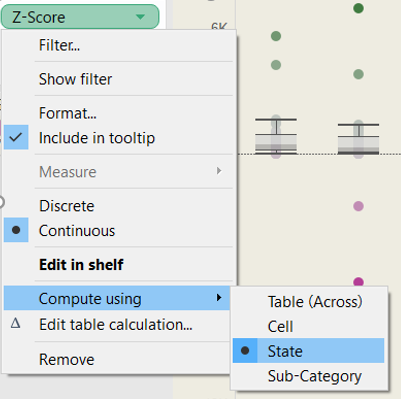 Z-Score
6K
Filter...
Show filter
Format...
Include in tooltip
Measure
Discrete
Continuous
Edit in shelf
Compute using
Table (Across)
Δ Edit table calculation...
Cell
State
Remove
Sub-Category